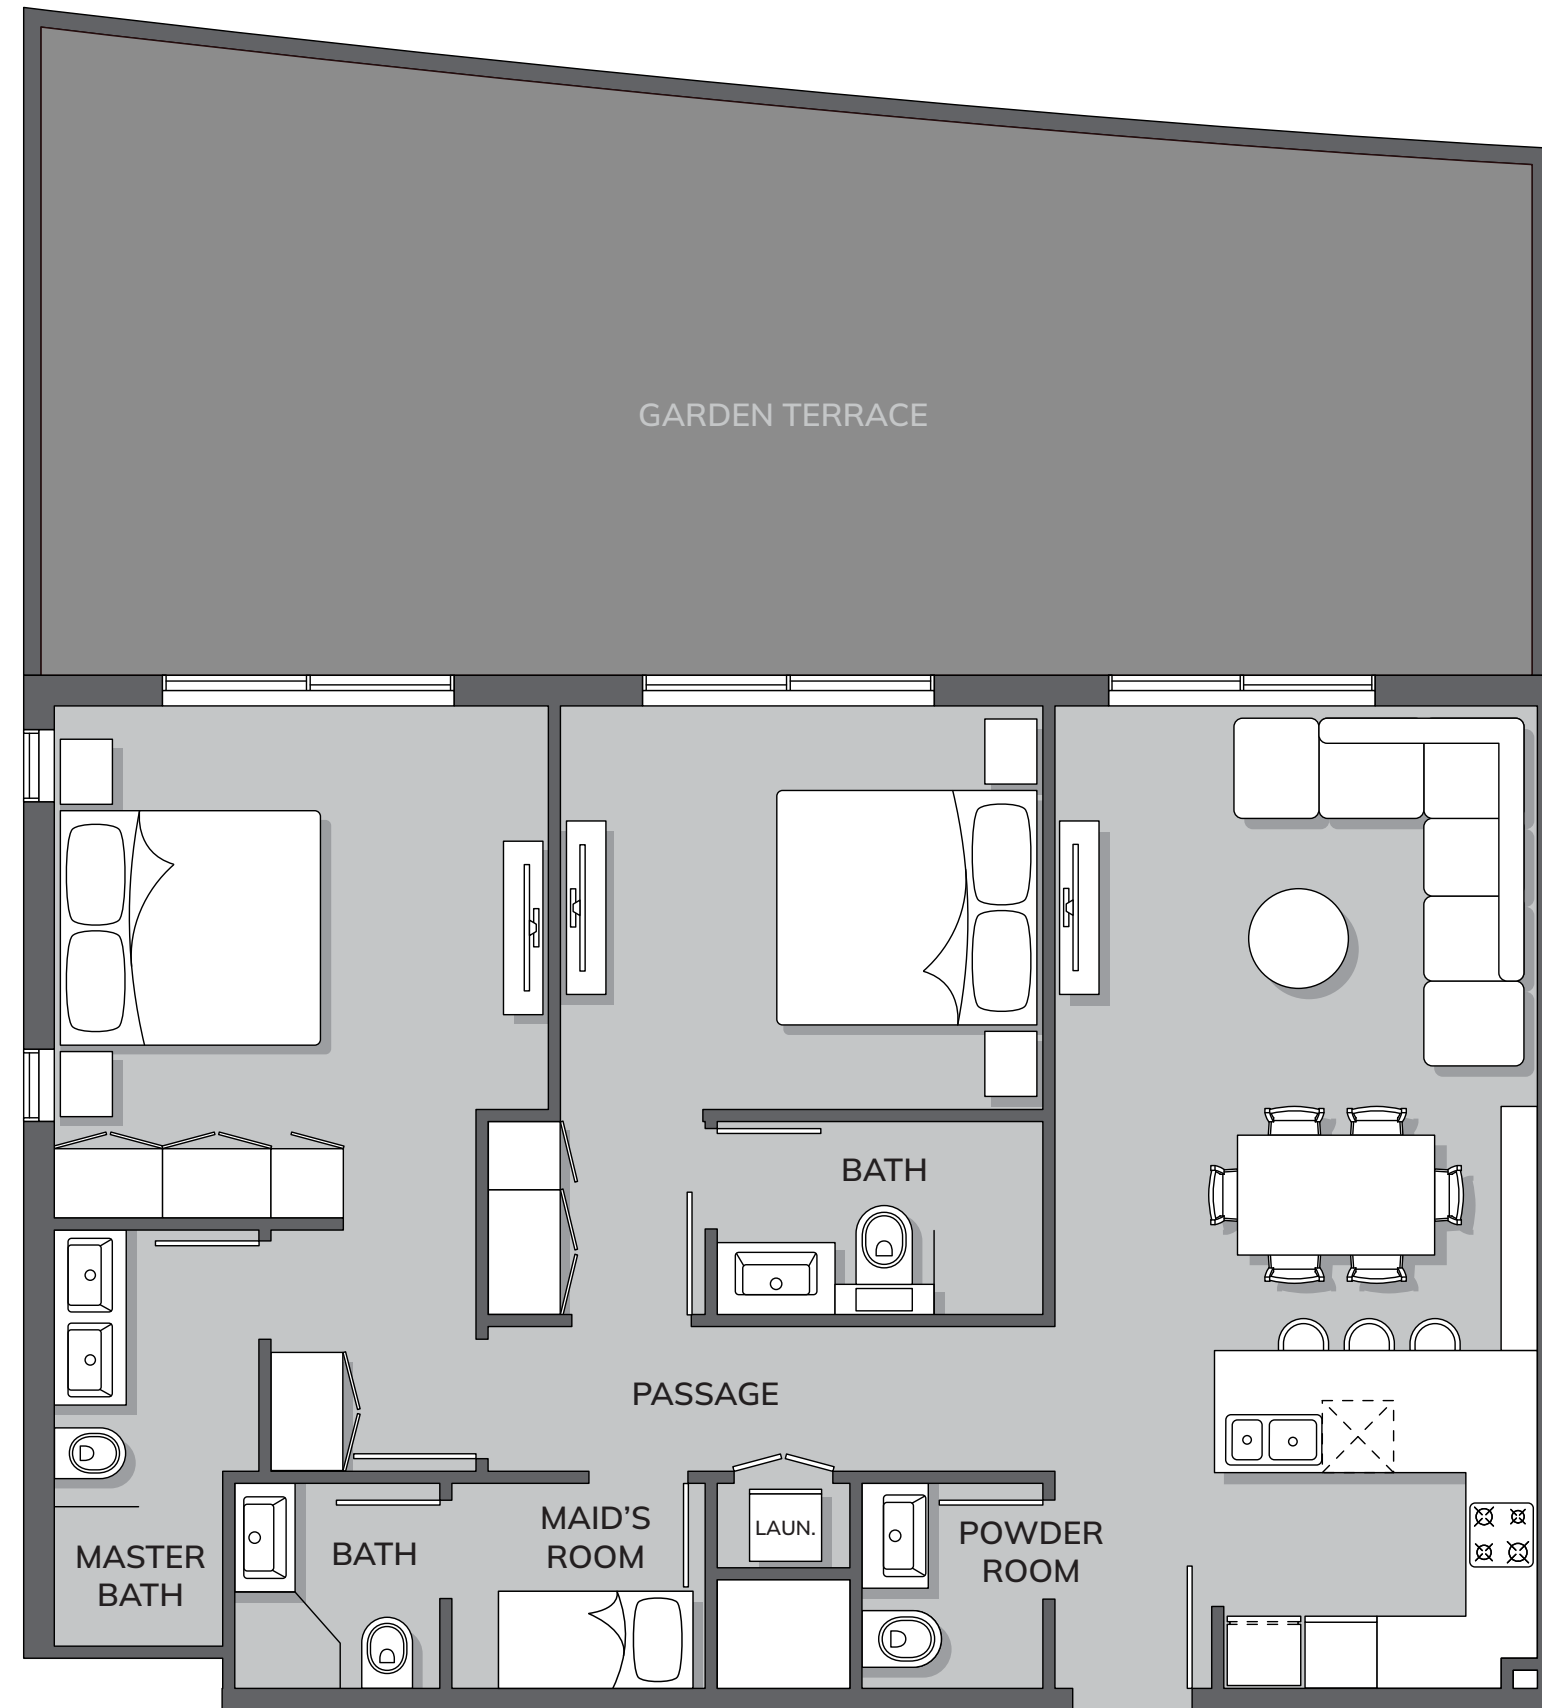 GARDEN TERRACE
BATH
PASSAGE
MASTER
BATH
BATH
MAID'S
ROOM
LAUN.
POWDER
ROOM